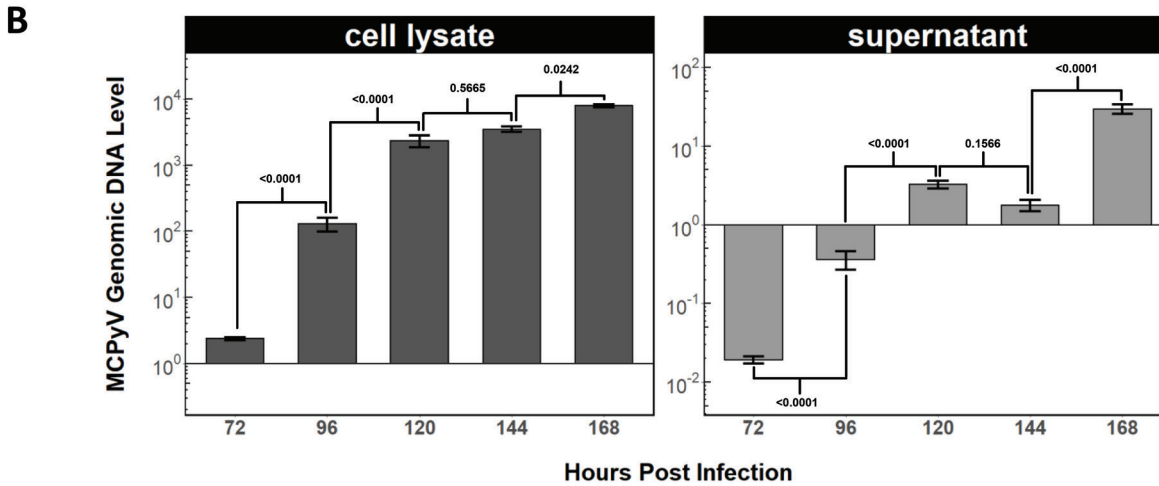 B
cell lysate
supernatant
MCPyV Genomic DNA Level
10^4
10^3
10^2
10^1
10^0
<0.0001
<0.0001
0.5665
0.0242
72 96 120 144 168
10^2
10^1
10^0
10^-1
10^-2
<0.0001
<0.0001
0.1566
<0.0001
72 96 120 144 168
Hours Post Infection